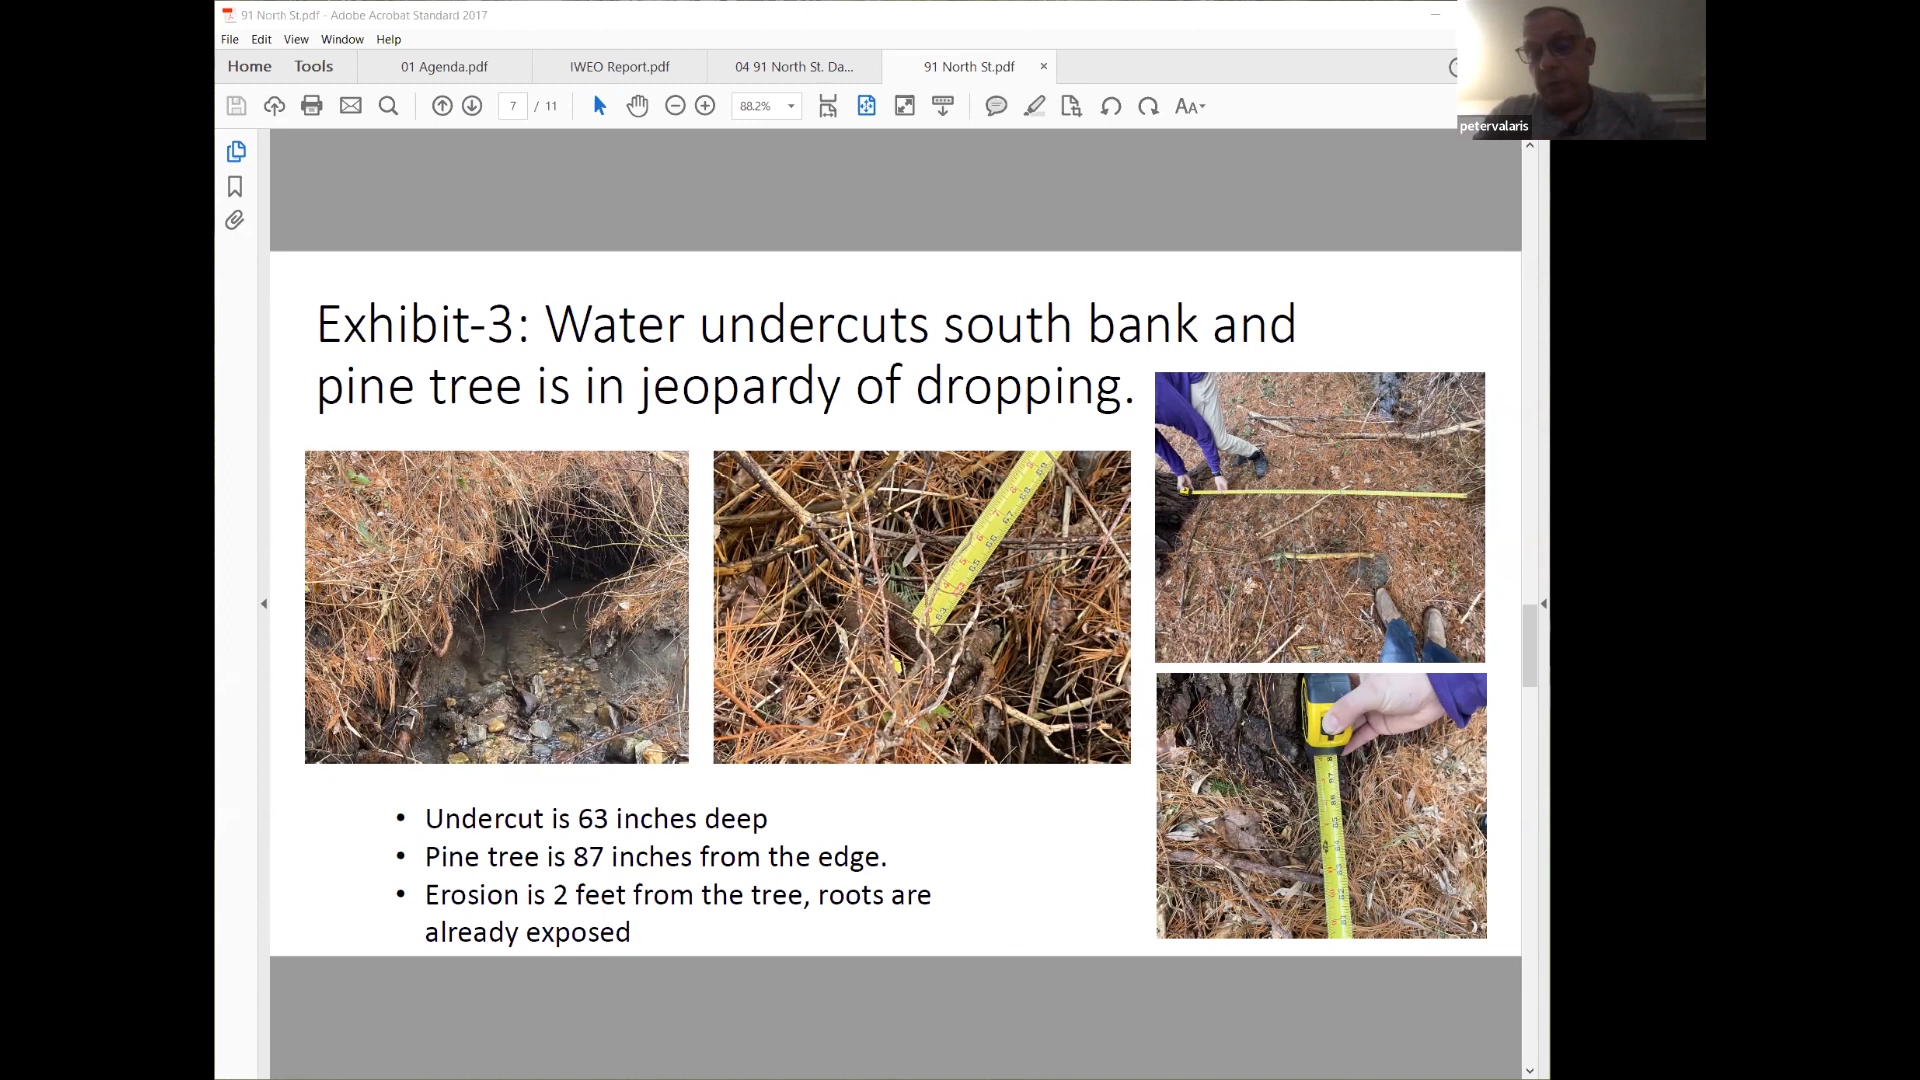 91 North St.pdf - Adobe Acrobat Standard 2017
File Edit View Window Help
Home Tools 01 Agenda.pdf IWEO Report.pdf 04 91 North St. Da... 91 North St.pdf ×
7 / 11 88.2%
petervalaris
Exhibit-3: Water undercuts south bank and
pine tree is in jeopardy of dropping.
• Undercut is 63 inches deep
• Pine tree is 87 inches from the edge.
• Erosion is 2 feet from the tree, roots are
already exposed